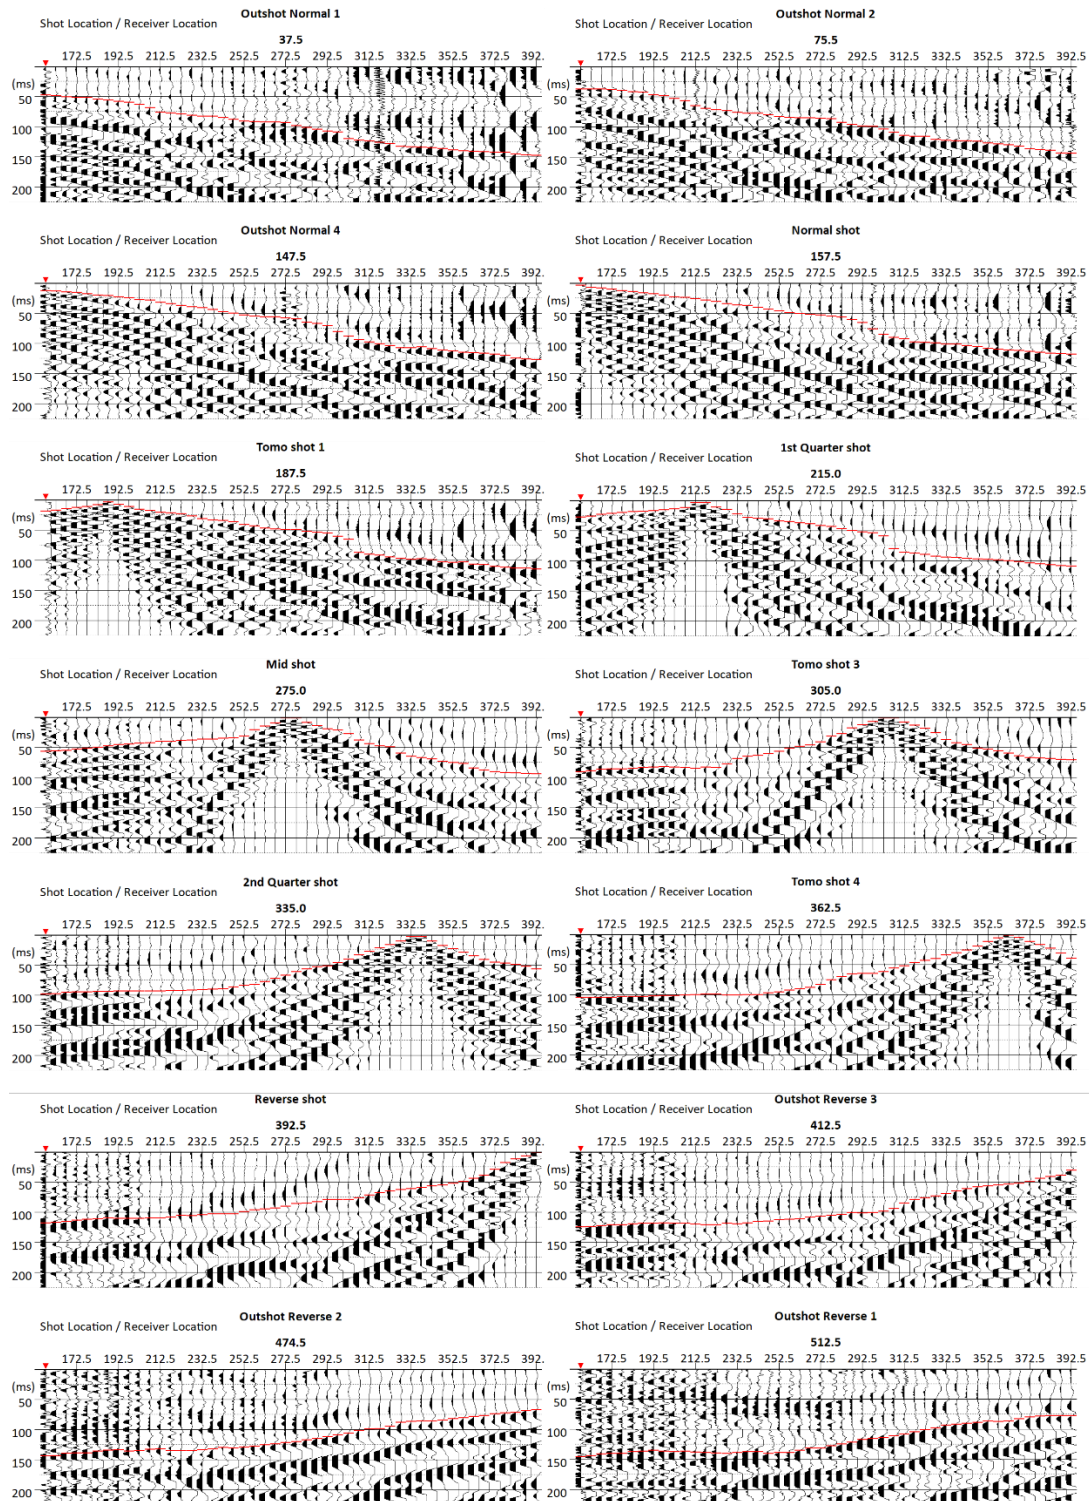 Outshot Normal 1
Shot Location / Receiver Location
37.5
172.5 192.5 212.5 232.5 252.5 272.5 292.5 312.5 332.5 352.5 372.5 392.5
(ms)
50
100
150
200
Outshot Normal 2
Shot Location / Receiver Location
75.5
172.5 192.5 212.5 232.5 252.5 272.5 292.5 312.5 332.5 352.5 372.5 392.5
(ms)
50
100
150
200
Outshot Normal 4
Shot Location / Receiver Location
147.5
172.5 192.5 212.5 232.5 252.5 272.5 292.5 312.5 332.5 352.5 372.5 392.
(ms)
50
100
150
200
Normal shot
Shot Location / Receiver Location
157.5
172.5 192.5 212.5 232.5 252.5 272.5 292.5 312.5 332.5 352.5 372.5 392.
(ms)
50
100
150
200
Tomo shot 1
Shot Location / Receiver Location
187.5
172.5 192.5 212.5 232.5 252.5 272.5 292.5 312.5 332.5 352.5 372.5 392.
(ms)
50
100
150
200
1st Quarter shot
Shot Location / Receiver Location
215.0
172.5 192.5 212.5 232.5 252.5 272.5 292.5 312.5 332.5 352.5 372.5 392.5
(ms)
50
100
150
200
Mid shot
Shot Location / Receiver Location
275.0
172.5 192.5 212.5 232.5 252.5 272.5 292.5 312.5 332.5 352.5 372.5 392.
(ms)
50
100
150
200
Tomo shot 3
Shot Location / Receiver Location
305.0
172.5 192.5 212.5 232.5 252.5 272.5 292.5 312.5 332.5 352.5 372.5 392.5
(ms)
50
100
150
200
2nd Quarter shot
Shot Location / Receiver Location
335.0
172.5 192.5 212.5 232.5 252.5 272.5 292.5 312.5 332.5 352.5 372.5 392.
(ms)
50
100
150
200
Tomo shot 4
Shot Location / Receiver Location
362.5
172.5 192.5 212.5 232.5 252.5 272.5 292.5 312.5 332.5 352.5 372.5 392.5
(ms)
50
100
150
200
Reverse shot
Shot Location / Receiver Location
392.5
172.5 192.5 212.5 232.5 252.5 272.5 292.5 312.5 332.5 352.5 372.5 392.
(ms)
50
100
150
200
Outshot Reverse 3
Shot Location / Receiver Location
412.5
172.5 192.5 212.5 232.5 252.5 272.5 292.5 312.5 332.5 352.5 372.5 392.5
(ms)
50
100
150
200
Outshot Reverse 2
Shot Location / Receiver Location
474.5
172.5 192.5 212.5 232.5 252.5 272.5 292.5 312.5 332.5 352.5 372.5 392.
(ms)
50
100
150
200
Outshot Reverse 1
Shot Location / Receiver Location
512.5
172.5 192.5 212.5 232.5 252.5 272.5 292.5 312.5 332.5 352.5 372.5 392.5
(ms)
50
100
150
200